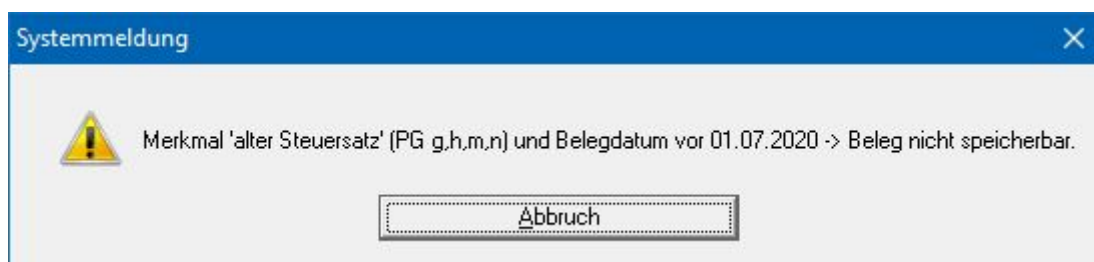 Systemmeldung
Merkmal 'alter Steuersatz' (PG g,h,m,n) und Belegdatum vor 01.07.2020 -> Beleg nicht speicherbar.
Abbruch